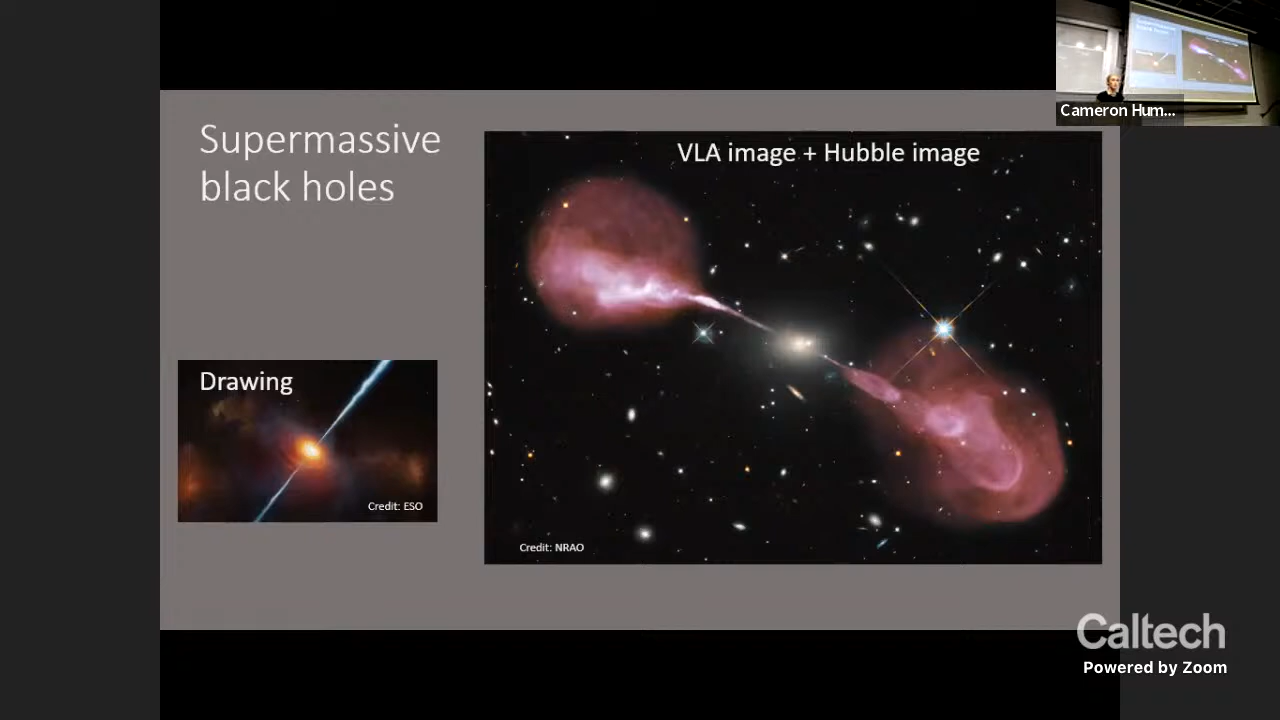 Supermassive
black holes
VLA image + Hubble image
Drawing
Credit: ESO
Credit: NRAO
Cameron Hum...
Caltech
Powered by Zoom